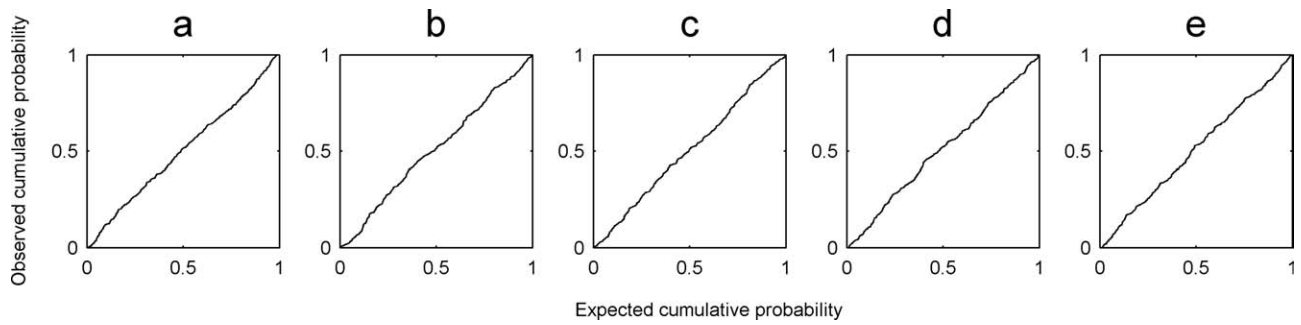 a b c d e
Observed cumulative probability
1 1 1 1 1
0.5 0.5 0.5 0.5 0.5
0 0 0 0 0
0 0.5 1 0 0.5 1 0 0.5 1 0 0.5 1 0 0.5 1
Expected cumulative probability